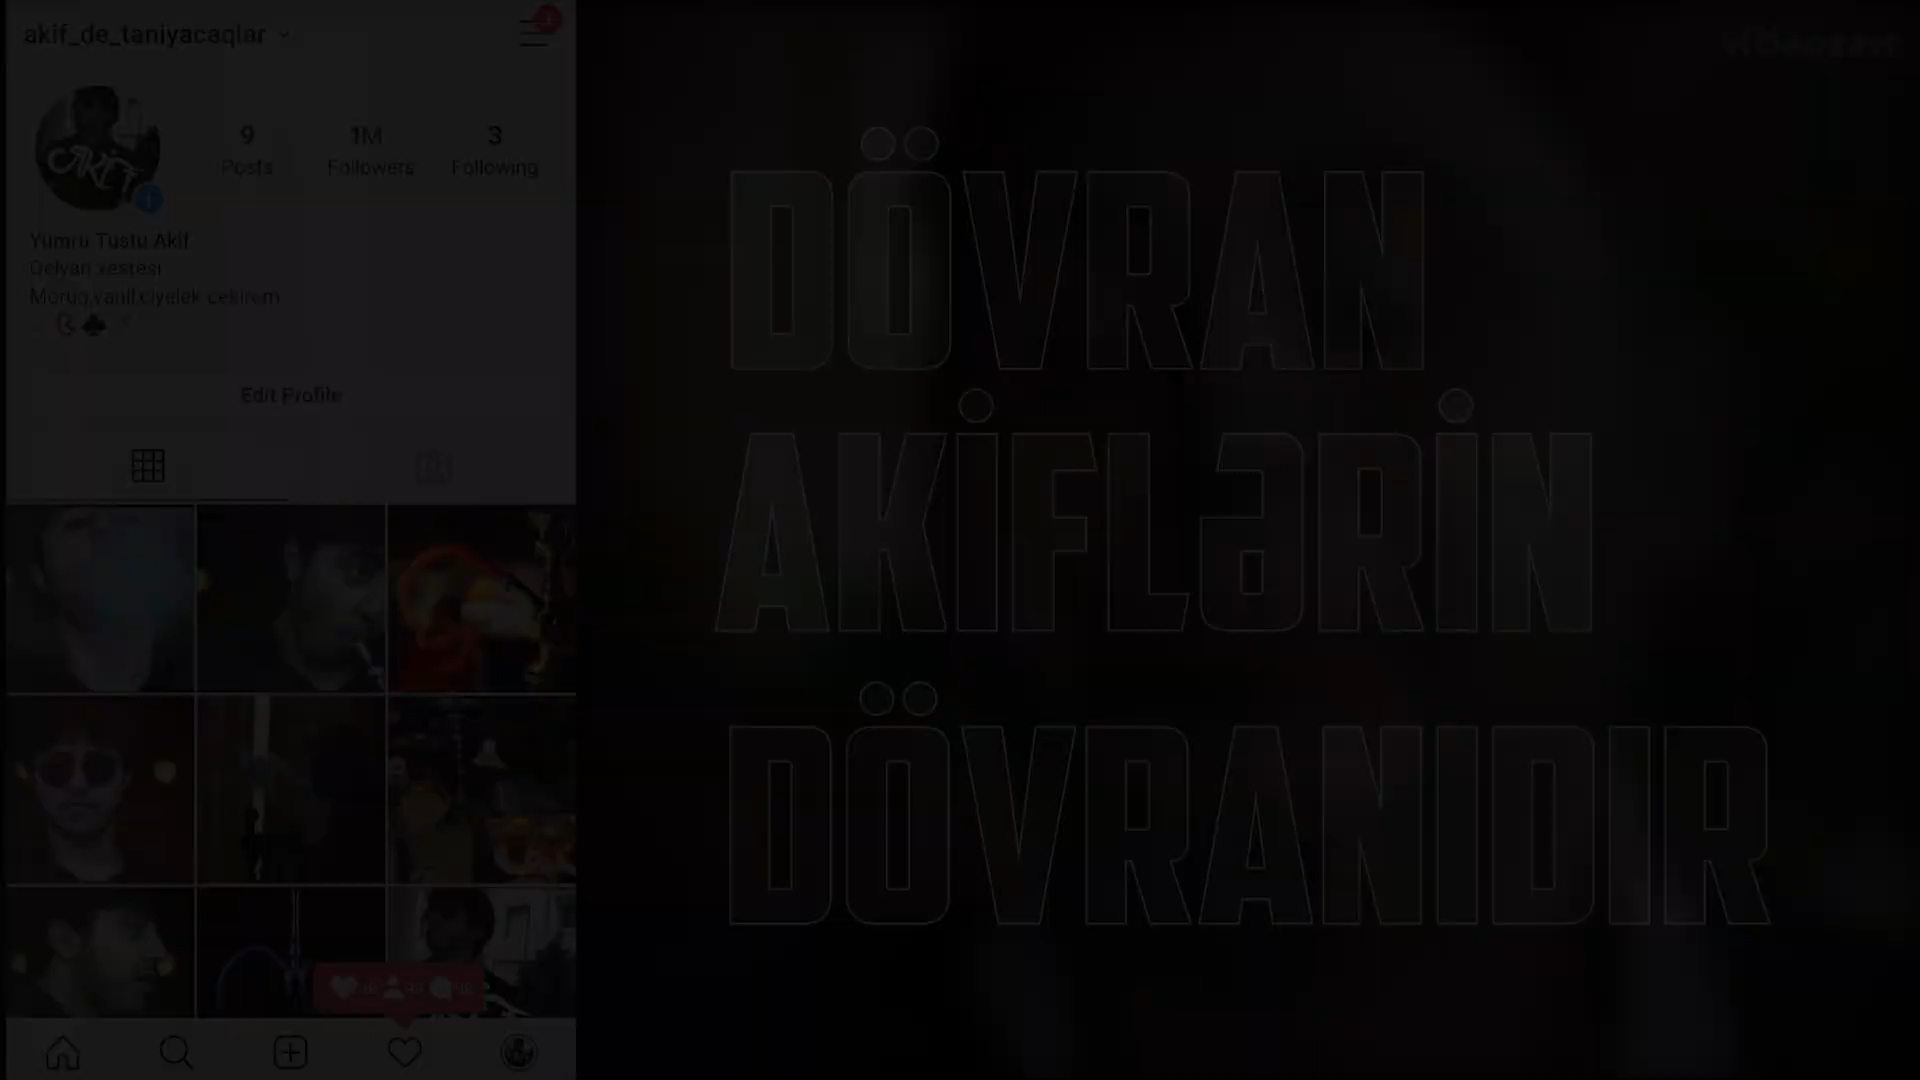 akif_de_taniyacaqlar
9
1M
3
Posts
Followers
Following
Yumru Tustu Akif
Qelyan xestesi
Moruq,vanil,ciyelek cekirem
Edit Profile
DÖVRAN
AKİFLƏRİN
DÖVRANIDIR